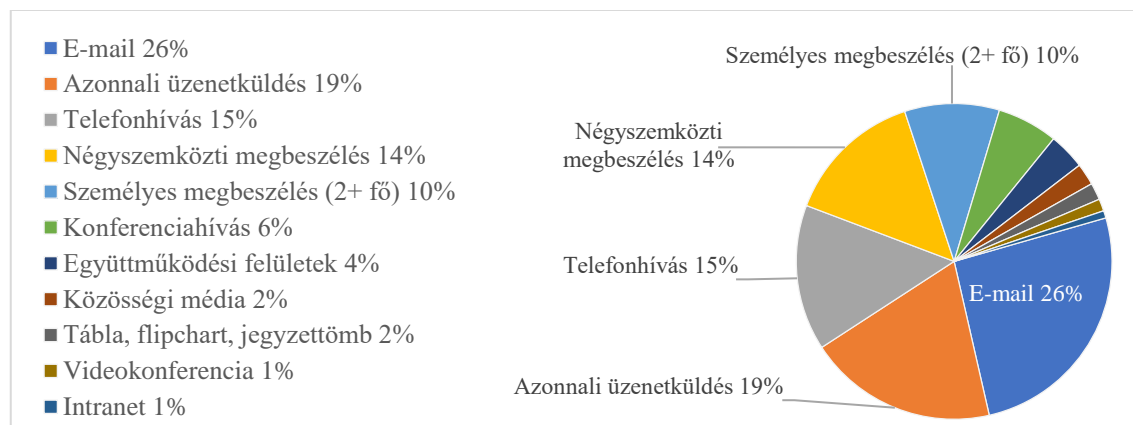 E-mail 26%
Azonnali üzenetküldés 19%
Telefonhívás 15%
Négyszemközti megbeszélés 14%
Személyes megbeszélés (2+ fő) 10%
Konferenciahívás 6%
Együttműködési felületek 4%
Közösségi média 2%
Tábla, flipchart, jegyzettömb 2%
Videokonferencia 1%
Intranet 1%
Személyes megbeszélés (2+ fő) 10%
Négyszemközti
megbeszélés 14%
Telefonhívás 15%
E-mail 26%
Azonnali üzenetküldés 19%